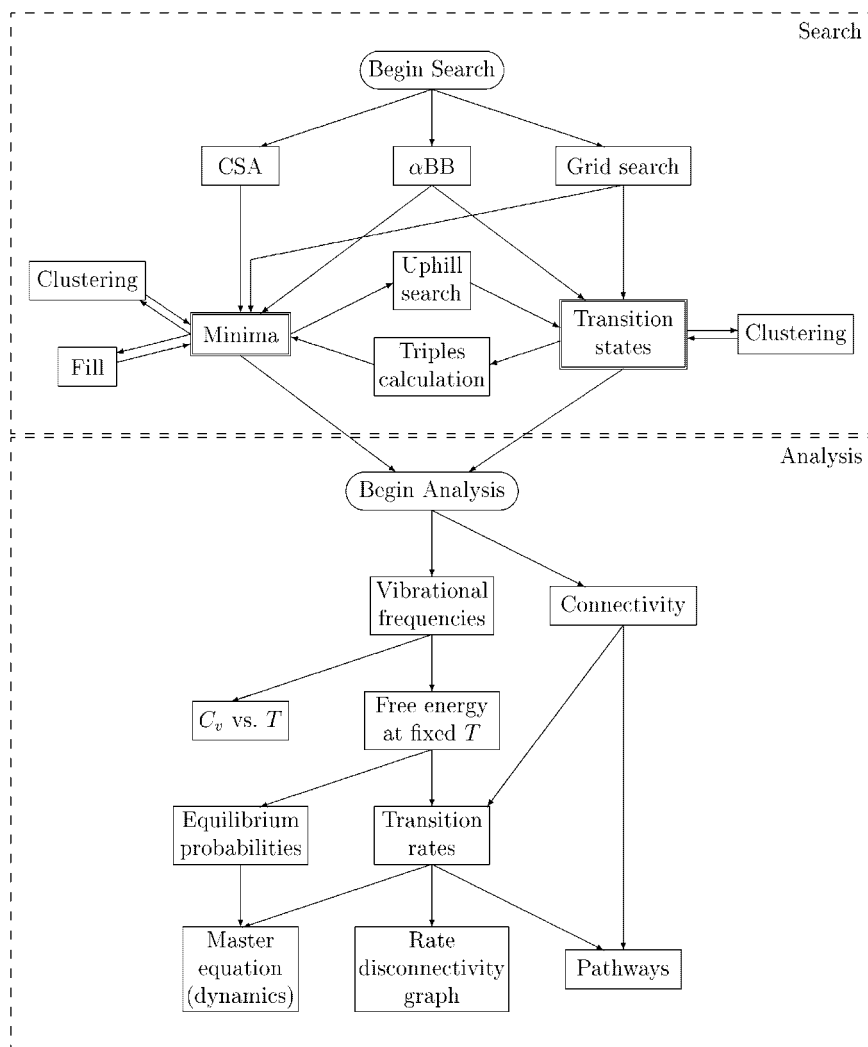 Search
Begin Search
CSA
αBB
Grid search
Clustering
Uphill
search
Minima
Transition
states
Clustering
Fill
Triples
calculation
Analysis
Begin Analysis
Vibrational
frequencies
Connectivity
Cv vs. T
Free energy
at fixed T
Equilibrium
probabilities
Transition
rates
Master
equation
(dynamics)
Rate
disconnectivity
graph
Pathways